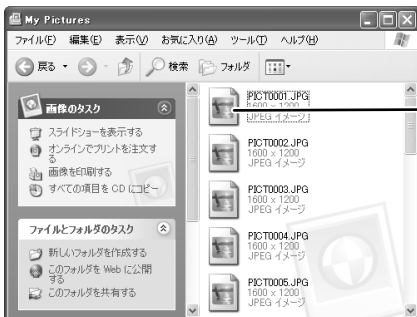 My Pictures
ファイル(F) 編集(E) 表示(V) お気に入り(A) ツール(T) ヘルプ(H)
戻る 検索 フォルダ
画像のタスク
スライドショーを表示する
オンラインでプリントを注文す
る
画像を印刷する
すべての項目を CD にコピー
ファイルとフォルダのタスク
新しいフォルダを作成する
このフォルダを Web に公開
する
このフォルダを共有する
PICT0001.JPG
1600 x 1200
JPEG イメージ
PICT0002.JPG
1600 x 1200
JPEG イメージ
PICT0003.JPG
1600 x 1200
JPEG イメージ
PICT0004.JPG
1600 x 1200
JPEG イメージ
PICT0005.JPG
1600 x 1200
JPEG イメージ